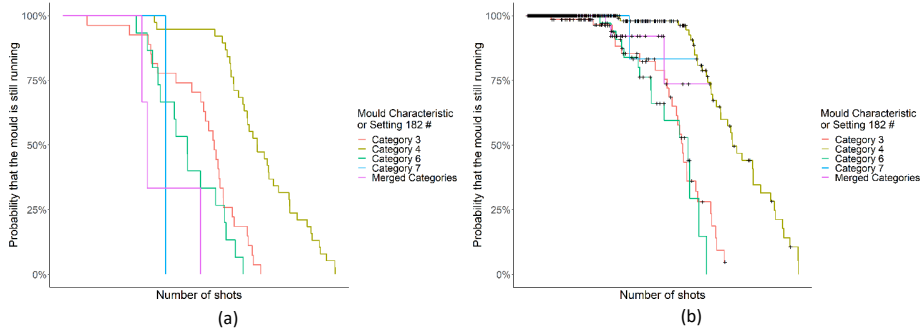 100%
75%
50%
25%
0%
Probability that the mould is still running
Number of shots
Mould Characteristic
or Setting 182 #
Category 3
Category 4
Category 6
Category 7
Merged Categories
(a)
100%
75%
50%
25%
0%
Probability that the mould is still running
Number of shots
Mould Characteristic
or Setting 182 #
Category 3
Category 4
Category 6
Category 7
Merged Categories
(b)